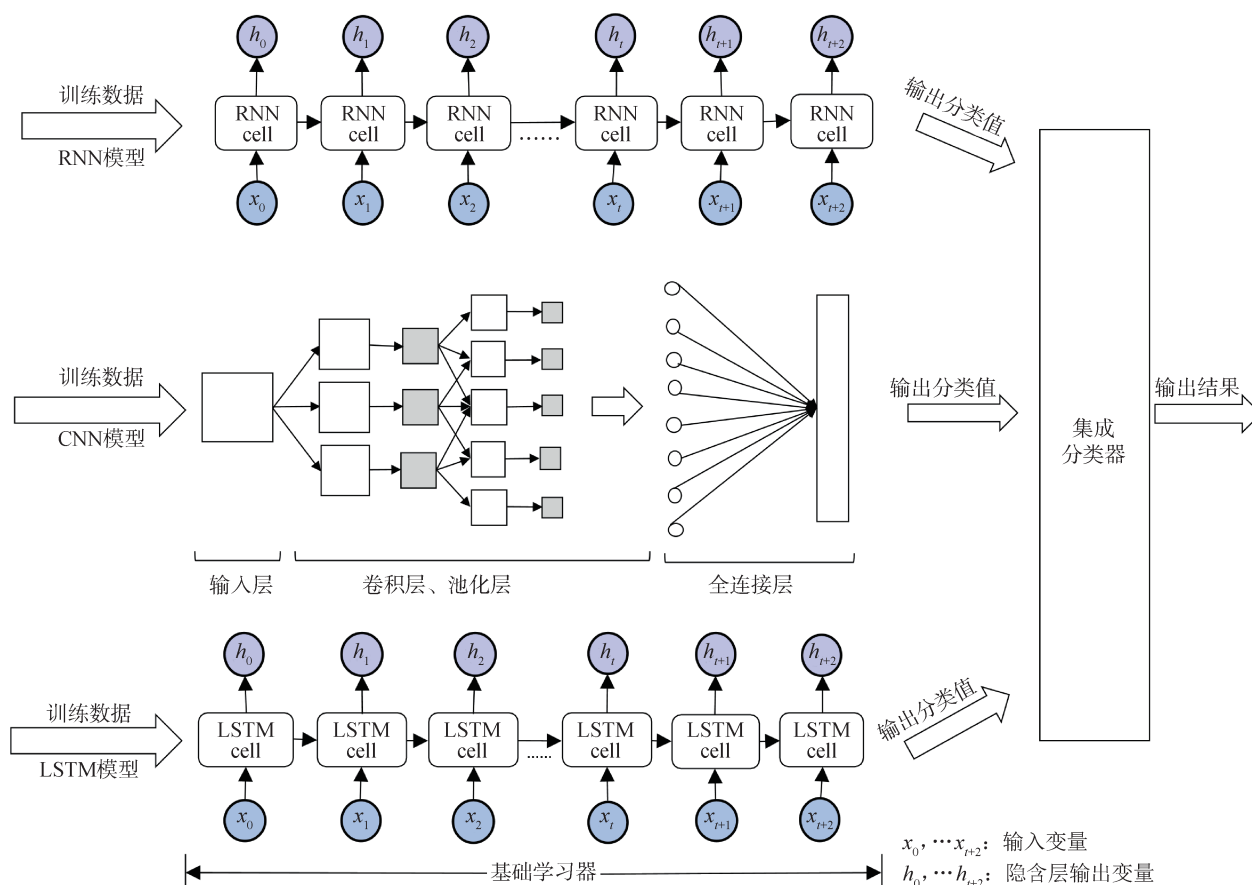 h₀ h₁ h₂ hₜ hₜ₊₁ hₜ₊₂
训练数据
RNN模型
RNN cell RNN cell RNN cell …… RNN cell RNN cell RNN cell
x₀ x₁ x₂ xₜ xₜ₊₁ xₜ₊₂
输出分类值
训练数据
CNN模型
输出分类值
集成
分类器
输出结果
输入层 卷积层、池化层 全连接层
h₀ h₁ h₂ hₜ hₜ₊₁ hₜ₊₂
训练数据
LSTM模型
LSTM cell LSTM cell LSTM cell …… LSTM cell LSTM cell LSTM cell
x₀ x₁ x₂ xₜ xₜ₊₁ xₜ₊₂
输出分类值
基础学习器
x₀, …xₜ₊₂: 输入变量
h₀, …hₜ₊₂: 隐含层输出变量